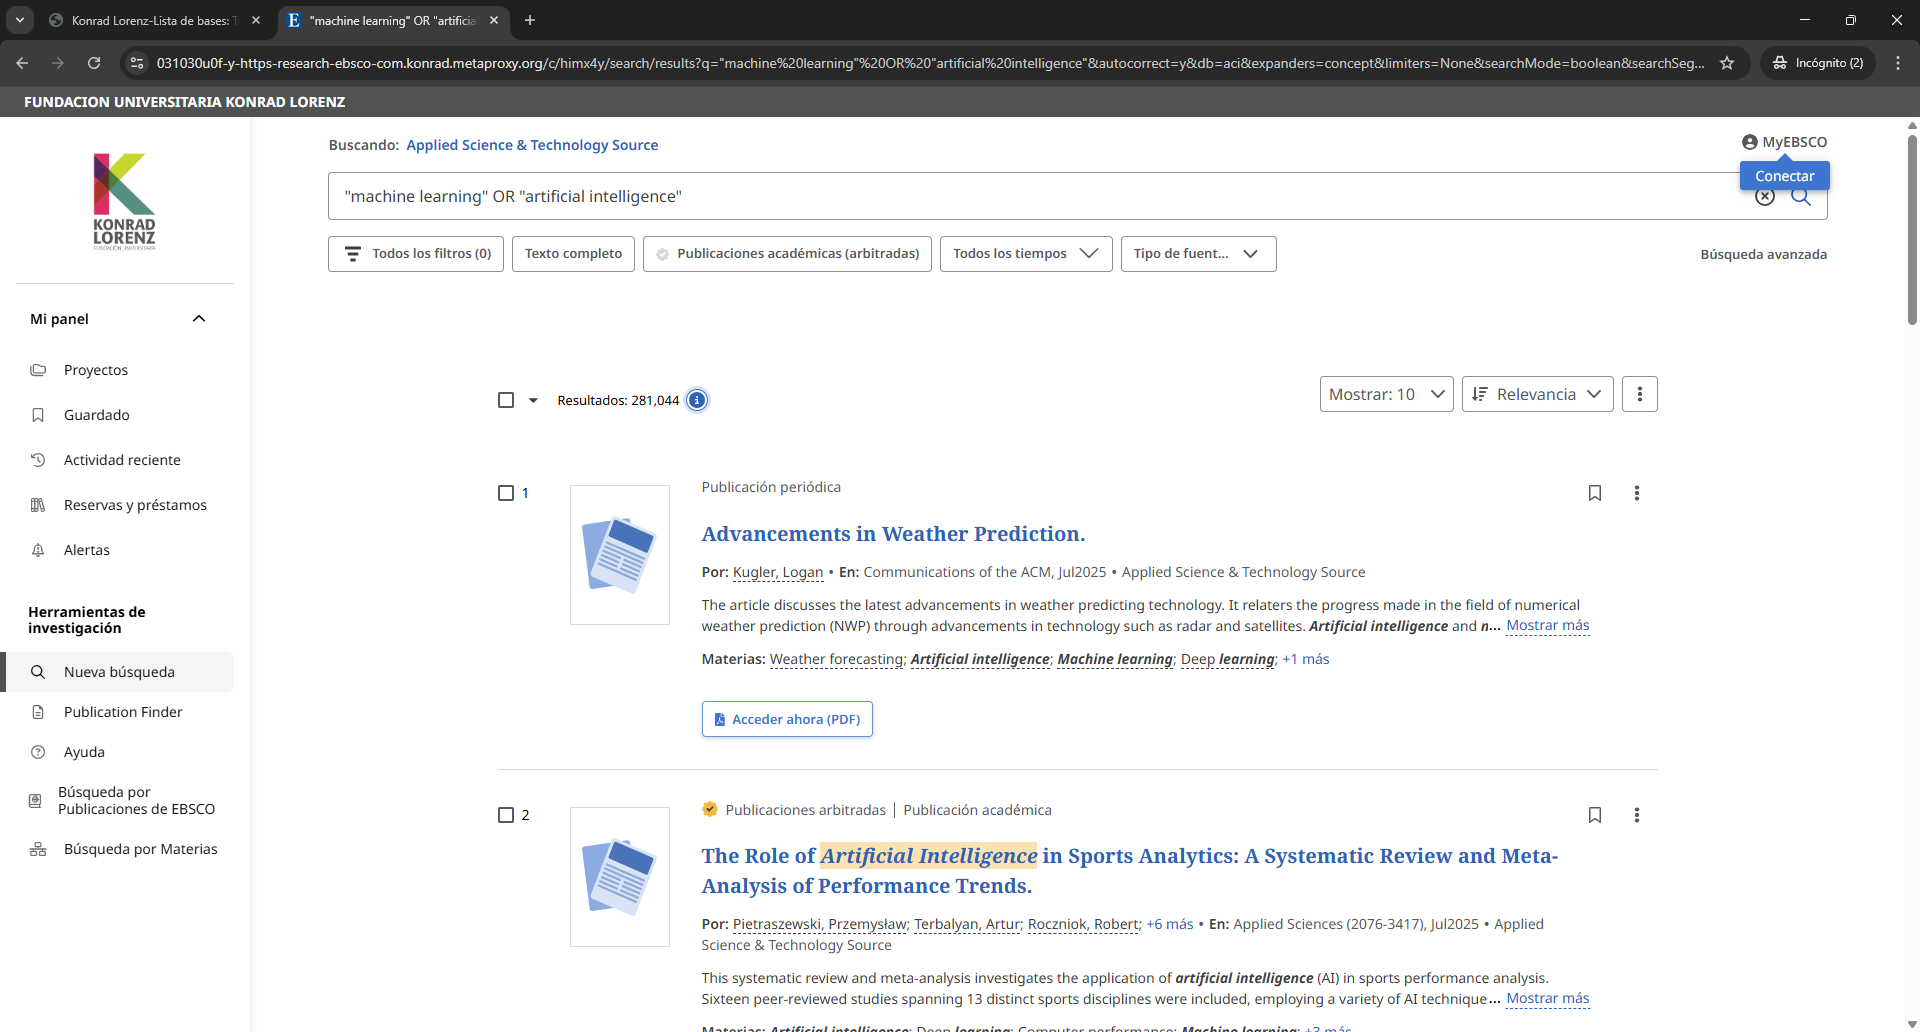 Konrad Lorenz-Lista de bases:
"machine learning" OR "artificia
031030u0f-y-https-research-ebsco-com.konrad.metaproxy.org/c/himx4y/search/results?q="machine%20learning"%20OR%20"artificial%20intelligence"&autocorrect=y&db=aci&expanders=concept&limiters=None&searchMode=boolean&searchSeg...
Incógnito (2)
FUNDACION UNIVERSITARIA KONRAD LORENZ
KONRAD
LORENZ
FUNDACIÓN UNIVERSITARIA
Mi panel
Proyectos
Guardado
Actividad reciente
Reservas y préstamos
Alertas
Herramientas de
investigación
Nueva búsqueda
Publication Finder
Ayuda
Búsqueda por
Publicaciones de EBSCO
Búsqueda por Materias
Buscando: Applied Science & Technology Source
MyEBSCO
Conectar
"machine learning" OR "artificial intelligence"
Todos los filtros (0)
Texto completo
Publicaciones académicas (arbitradas)
Todos los tiempos
Tipo de fuent...
Búsqueda avanzada
Resultados: 281,044
Mostrar: 10
Relevancia
1
Publicación periódica
Advancements in Weather Prediction.
Por: Kugler, Logan • En: Communications of the ACM, Jul2025 • Applied Science & Technology Source
The article discusses the latest advancements in weather predicting technology. It relaters the progress made in the field of numerical
weather prediction (NWP) through advancements in technology such as radar and satellites. Artificial intelligence and n... Mostrar más
Materias: Weather forecasting; Artificial intelligence; Machine learning; Deep learning; +1 más
Acceder ahora (PDF)
2
Publicaciones arbitradas | Publicación académica
The Role of Artificial Intelligence in Sports Analytics: A Systematic Review and Meta-
Analysis of Performance Trends.
Por: Pietraszewski, Przemysław; Terbalyan, Artur; Roczniok, Robert; +6 más • En: Applied Sciences (2076-3417), Jul2025 • Applied
Science & Technology Source
This systematic review and meta-analysis investigates the application of artificial intelligence (AI) in sports performance analysis.
Sixteen peer-reviewed studies spanning 13 distinct sports disciplines were included, employing a variety of AI technique... Mostrar más
Materias: Artificial intelligence; Deep learning; Computer performance; Machine learning; +3 más